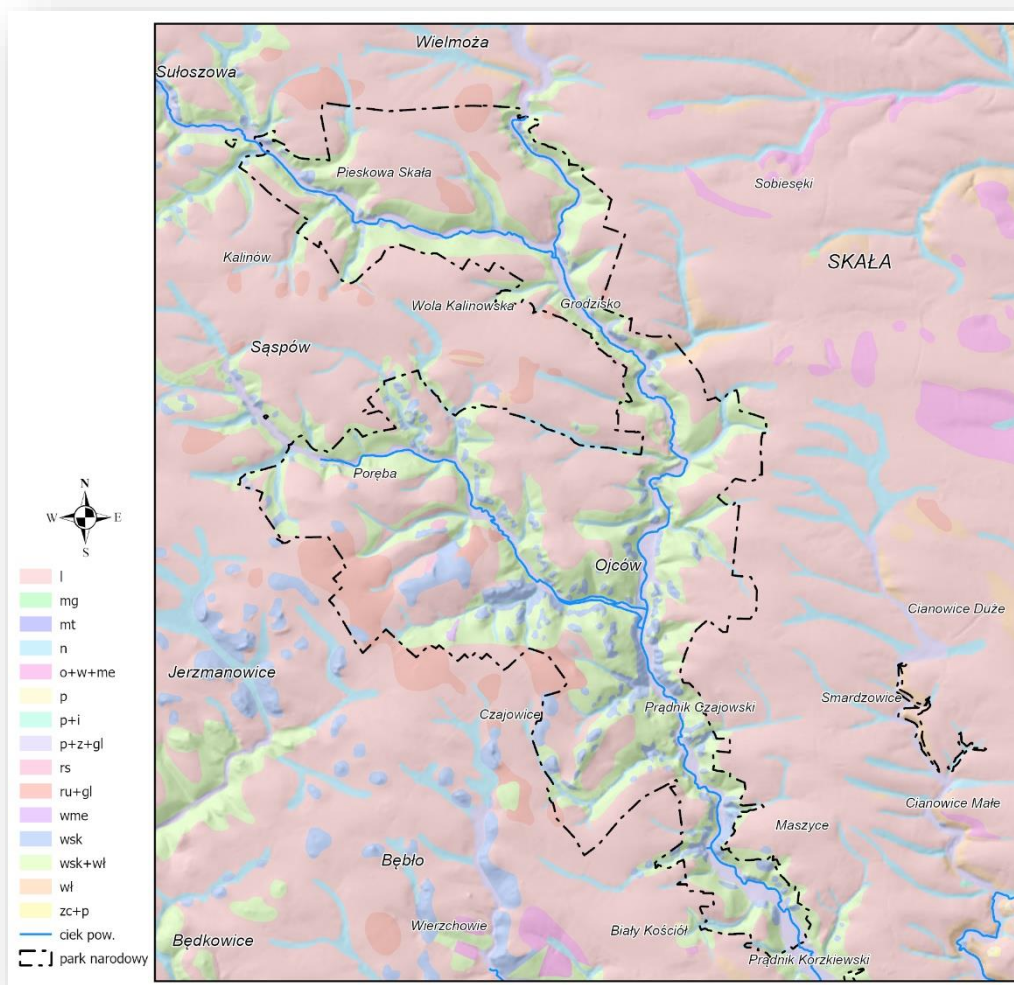 Wielmoża
Sułoszowa
Pieskowa Skała
Sobiesęki
Kalinów
SKAŁA
Wola Kalinowska
Grodzisko
Sąspów
Poręba
N
W
E
S
Ojców
Cianowice Duże
Jerzmanowice
Smardzowice
Czajowice
Prądnik Czajowski
Cianowice Małe
Maszyce
Bębło
Wierzchowie
Biały Kościół
Będkowice
Prądnik Korzkiewski
l
mg
mt
n
o+w+me
p
p+i
p+z+gl
rs
ru+gl
wme
wsk
wsk+wł
wł
zc+p
ciek pow.
park narodowy